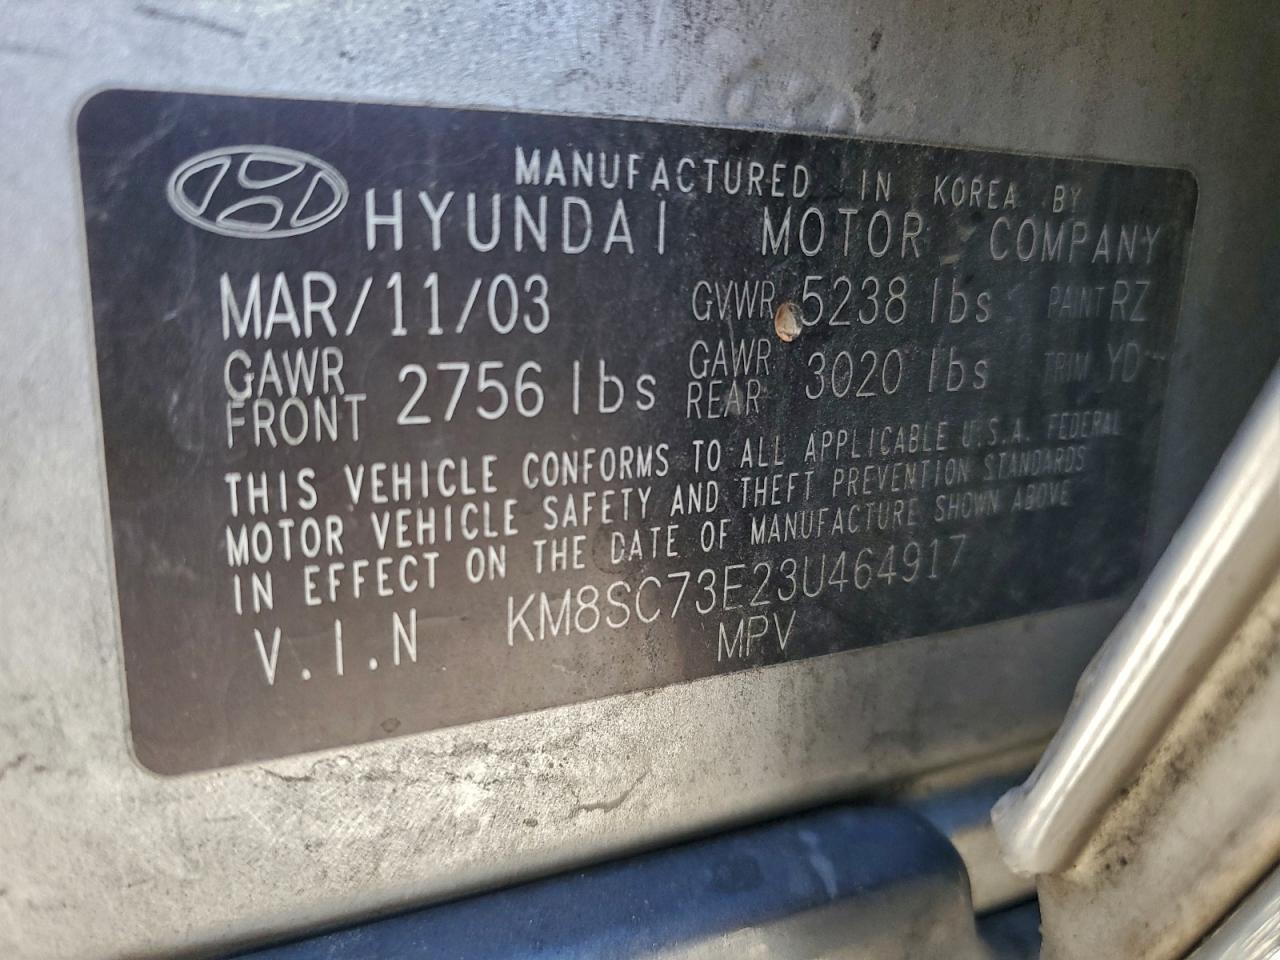 MANUFACTURED IN KOREA BY
HYUNDAI MOTOR COMPANY
MAR/11/03 GVWR 5238 lbs PAINT RZ
GAWR FRONT 2756 lbs GAWR REAR 3020 lbs TRIM YD
THIS VEHICLE CONFORMS TO ALL APPLICABLE U.S.A. FEDERAL
MOTOR VEHICLE SAFETY AND THEFT PREVENTION STANDARDS
IN EFFECT ON THE DATE OF MANUFACTURE SHOWN ABOVE
V.I.N KM8SC73E23U464917
MPV